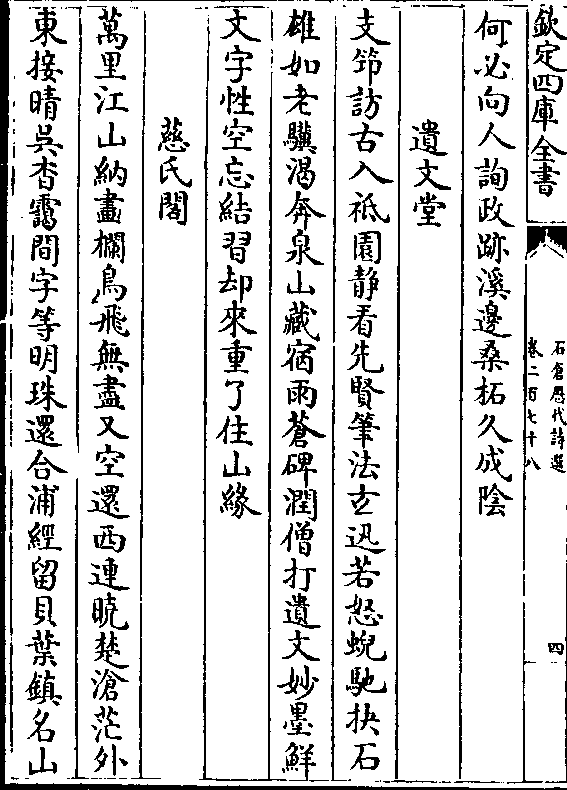 欽定四庫全書
石倉歷代詩選
卷二百七十八
四
何必向人詢政跡溪邊桑柘久成陰
遺文堂
支笻訪古入祗園静看先賢筆法玄迅若怒蜺馳抉石
雄如老驥渴奔泉山藏宿雨蒼碑潤僧打遺文妙墨鮮
文字性空忘結習却來重了住山緣
慈氏閣
萬里江山納畫欄鳥飛無盡又空還西連曉楚滄茫外
東接晴吳杳靄間字等明珠還合浦經留貝葉鎮名山